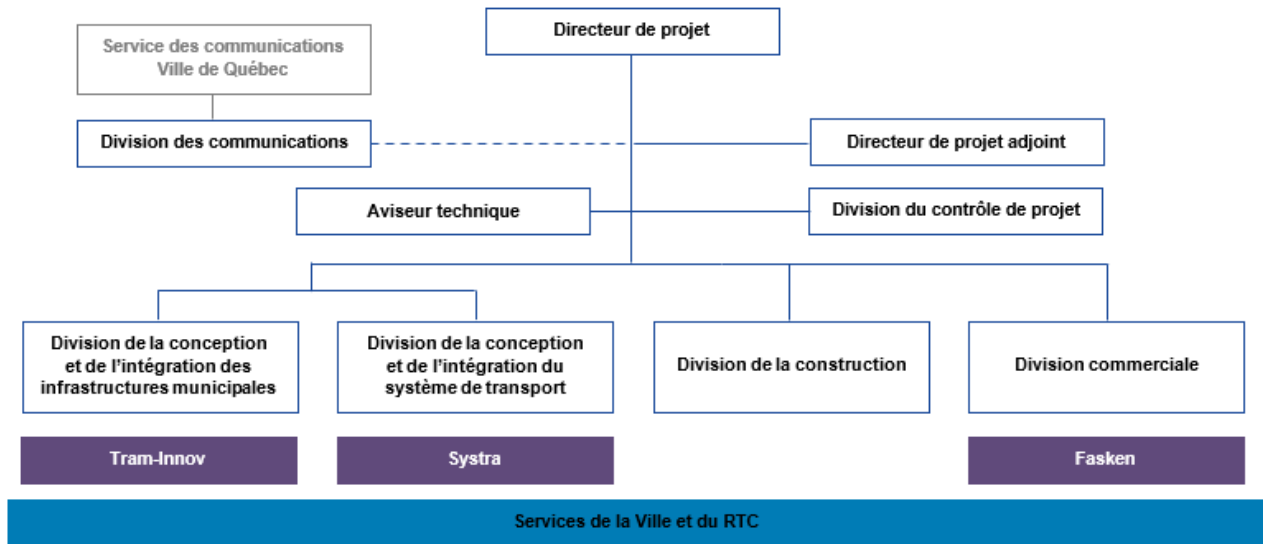 Directeur de projet
Service des communications
Ville de Québec
Division des communications
Directeur de projet adjoint
Aviseur technique
Division du contrôle de projet
Division de la conception
et de l'intégration des
infrastructures municipales
Division de la conception
et de l'intégration du
système de transport
Division de la construction
Division commerciale
Tram-Innov
Systra
Fasken
Services de la Ville et du RTC